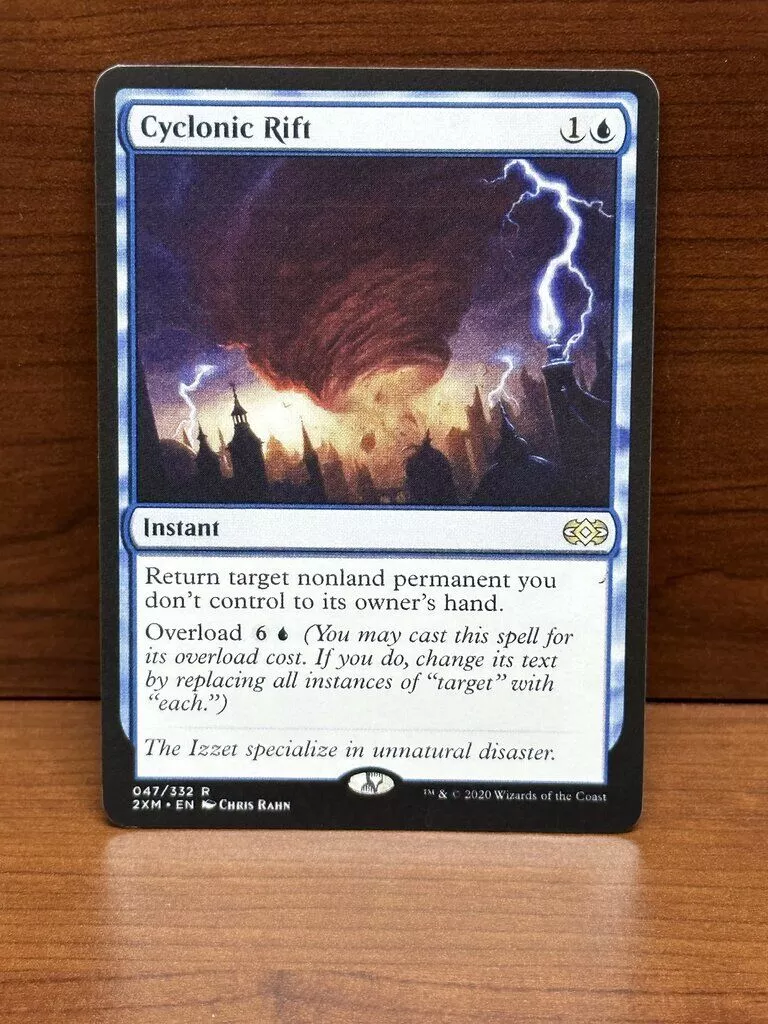 Cyclonic Rift 1
Instant
Return target nonland permanent you
don't control to its owner's hand.
Overload 6 (You may cast this spell for
its overload cost. If you do, change its text
by replacing all instances of "target" with
"each.")
The Izzet specialize in unnatural disaster.
047/332 R
2XM • EN Chris Rahn
™ & © 2020 Wizards of the Coast